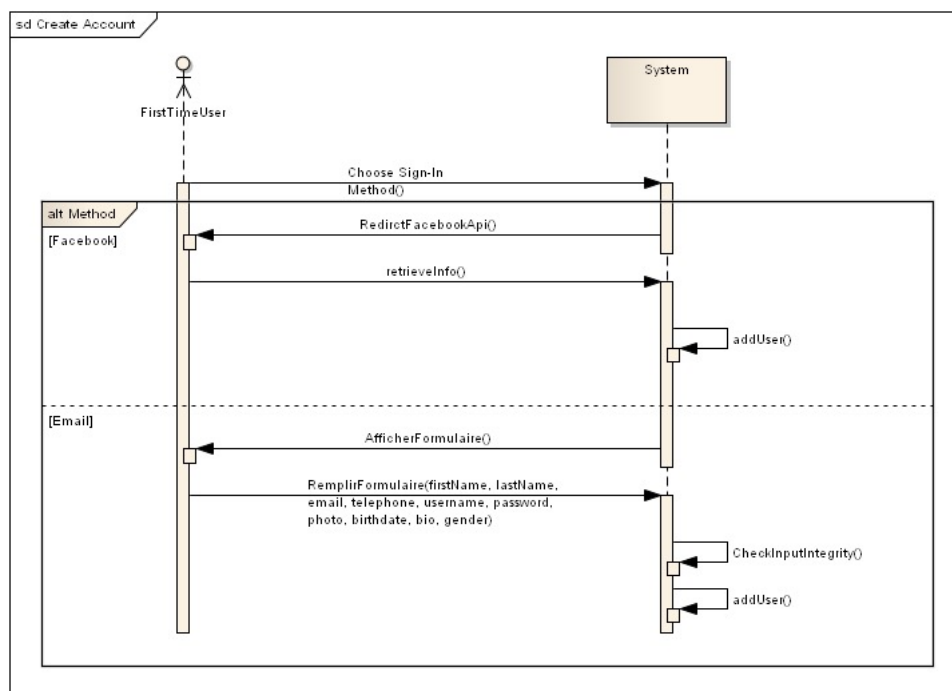 sd Create Account
System
FirstTimeUser
Choose Sign-In
Method()
alt Method
[Facebook]
RedirctFacebookApi()
retrieveInfo()
addUser()
[Email]
AfficherFormulaire()
RemplirFormulaire(firstName, lastName,
email, telephone, username, password,
photo, birthdate, bio, gender)
CheckInputIntegrity()
addUser()